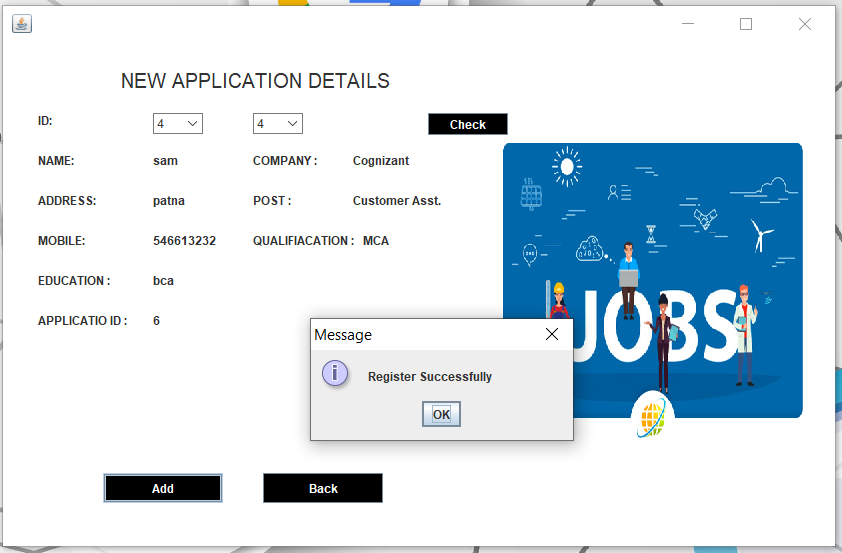 NEW APPLICATION DETAILS
ID: 4 4 Check
NAME: sam COMPANY : Cognizant
ADDRESS: patna POST : Customer Asst.
MOBILE: 546613232 QUALIFIACATION : MCA
EDUCATION : bca
APPLICATIO ID : 6
JOBS
Message
Register Successfully
OK
Add Back